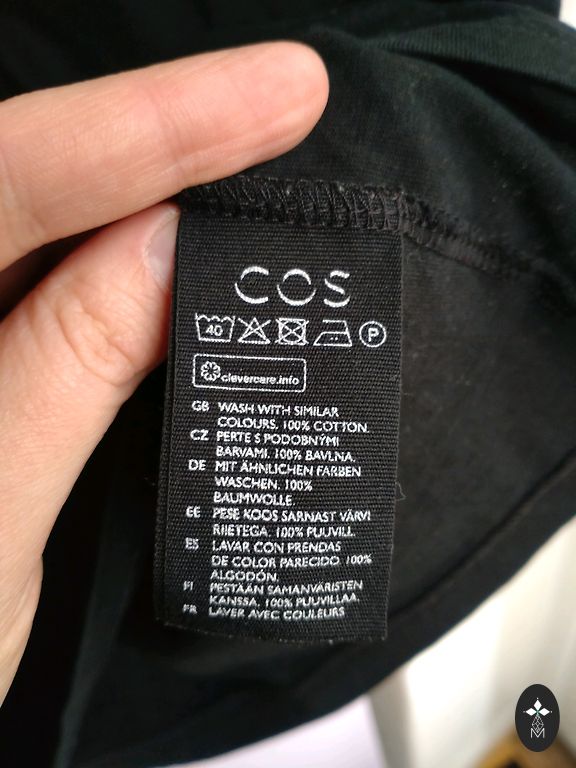 COS
40 P
clevercare.info
GB WASH WITH SIMILAR
COLOURS. 100% COTTON.
CZ PERTE S PODOBNÝMI
BARVAMI. 100% BAVLNA.
DE MIT ÄHNLICHEN FARBEN
WASCHEN. 100%
BAUMWOLLE.
EE PESE KOOS SARNAST VÄRVI
RIIETEGA. 100% PUUVILL.
ES LAVAR CON PRENDAS
DE COLOR PARECIDO. 100%
ALGODÓN.
FI PESTÄÄN SAMANVÄRISTEN
KANSSA. 100% PUUVILLAA.
FR LAVER AVEC COULEURS
M